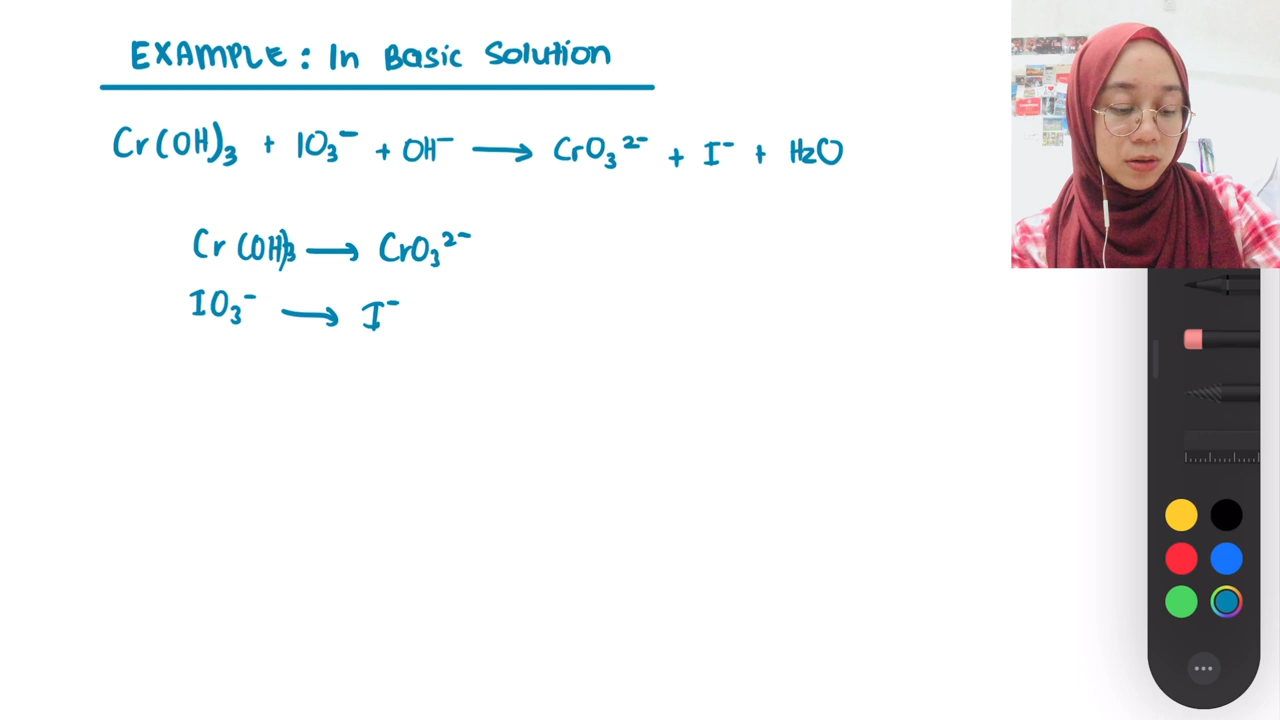 EXAMPLE: In Basic Solution
Cr(OH)₃ + IO₃⁻ + OH⁻ ⟶ CrO₃²⁻ + I⁻ + H₂O
Cr(OH)₃ ⟶ CrO₃²⁻
IO₃⁻ ⟶ I⁻